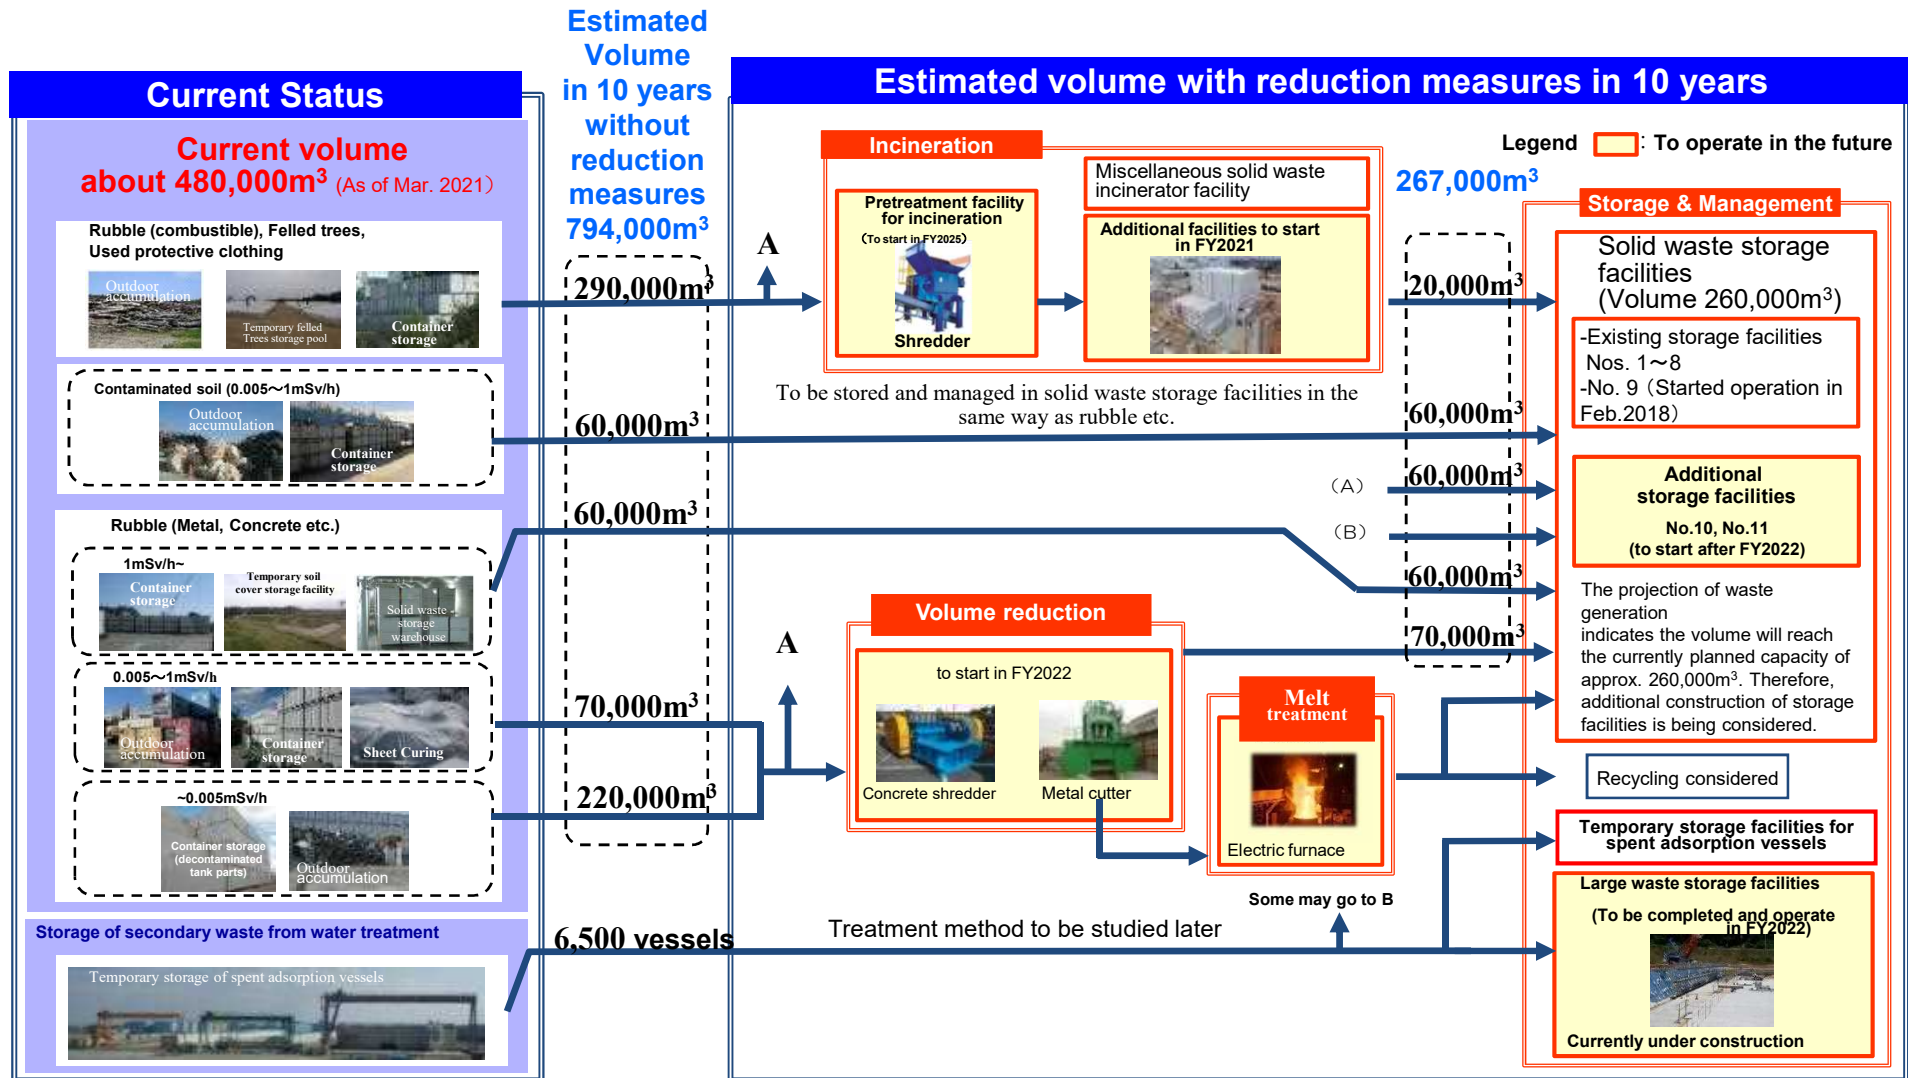 Estimated
Volume
in 10 years
without
reduction
measures
794,000m³
Current Status
Current volume
about 480,000m³ (As of Mar. 2021）
Rubble (combustible), Felled trees,
Used protective clothing
Outdoor
accumulation
Temporary felled
Trees storage pool
Container
storage
Contaminated soil (0.005～1mSv/h)
Outdoor
accumulation
Container
storage
Rubble (Metal, Concrete etc.)
1mSv/h~
Container
storage
Temporary soil
cover storage facility
Solid waste
storage
warehouse
0.005～1mSv/h
Outdoor
accumulation
Container
storage
Sheet Curing
~0.005mSv/h
Container storage
(decontaminated
tank parts)
Outdoor
accumulation
Storage of secondary waste from water treatment
Temporary storage of spent adsorption vessels
290,000m³
60,000m³
60,000m³
70,000m³
220,000m³
6,500 vessels
Estimated volume with reduction measures in 10 years
Legend : To operate in the future
A
Incineration
Pretreatment facility
for incineration
（To start in FY2025）
Shredder
Miscellaneous solid waste
incinerator facility
Additional facilities to start
in FY2021
To be stored and managed in solid waste storage facilities in the
same way as rubble etc.
A
Volume reduction
to start in FY2022
Concrete shredder
Metal cutter
Melt
treatment
Electric furnace
Some may go to B
Treatment method to be studied later
267,000m³
20,000m³
60,000m³
（A）
60,000m³
（B）
60,000m³
70,000m³
Storage & Management
Solid waste storage
facilities
(Volume 260,000m³)
-Existing storage facilities
Nos. 1～8
-No. 9（Started operation in
Feb.2018）
Additional
storage facilities
No.10, No.11
(to start after FY2022)
The projection of waste
generation
indicates the volume will reach
the currently planned capacity of
approx. 260,000m³. Therefore,
additional construction of storage
facilities is being considered.
Recycling considered
Temporary storage facilities for
spent adsorption vessels
Large waste storage facilities
(To be completed and operate
in FY2022)
Currently under construction